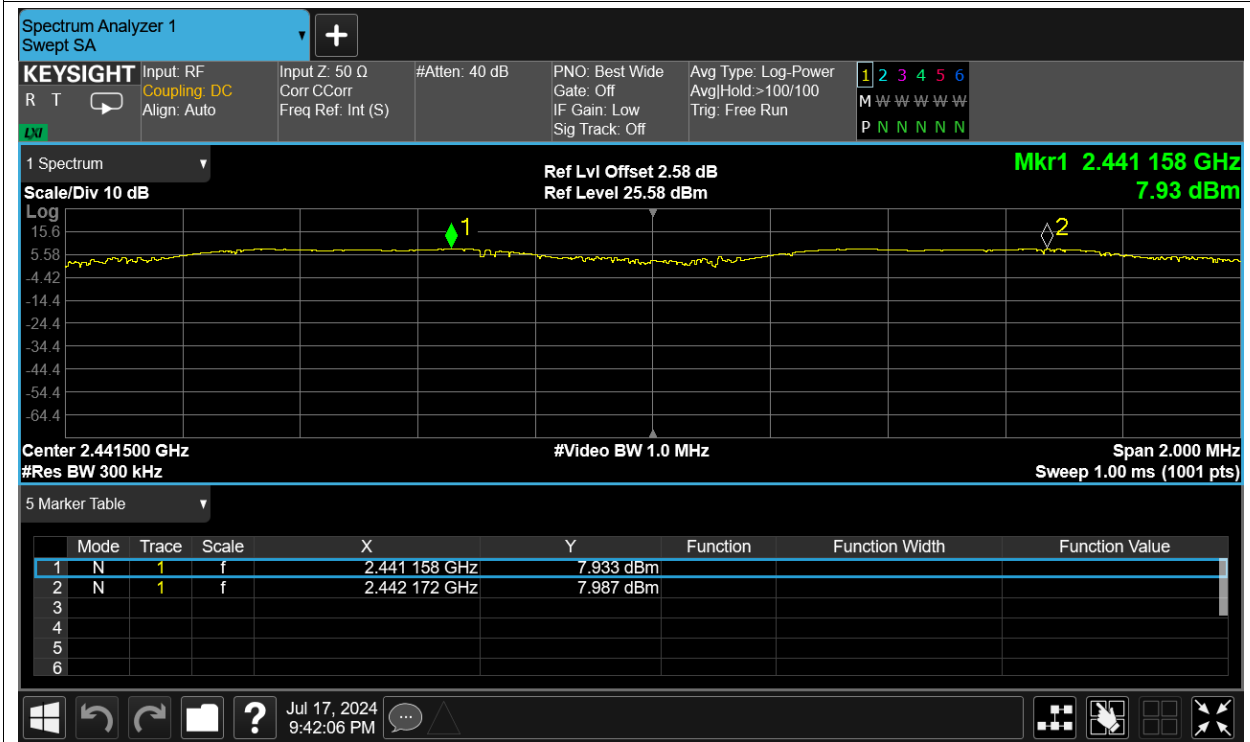 Spectrum Analyzer 1
Swept SA
+
KEYSIGHT
R T
LXI
Input: RF
Coupling: DC
Align: Auto
Input Z: 50 Ω
Corr CCorr
Freq Ref: Int (S)
#Atten: 40 dB
PNO: Best Wide
Gate: Off
IF Gain: Low
Sig Track: Off
Avg Type: Log-Power
Avg|Hold:>100/100
Trig: Free Run
1 2 3 4 5 6
M W W W W W
P N N N N N
1 Spectrum
Scale/Div 10 dB
Ref Lvl Offset 2.58 dB
Ref Level 25.58 dBm
Mkr1 2.441 158 GHz
7.93 dBm
Log
15.6
5.58
-4.42
-14.4
-24.4
-34.4
-44.4
-54.4
-64.4
1
2
Center 2.441500 GHz
#Res BW 300 kHz
#Video BW 1.0 MHz
Span 2.000 MHz
Sweep 1.00 ms (1001 pts)
5 Marker Table
Mode Trace Scale X Y Function Function Width Function Value
1 N 1 f 2.441 158 GHz 7.933 dBm
2 N 1 f 2.442 172 GHz 7.987 dBm
3
4
5
6
?
Jul 17, 2024
9:42:06 PM